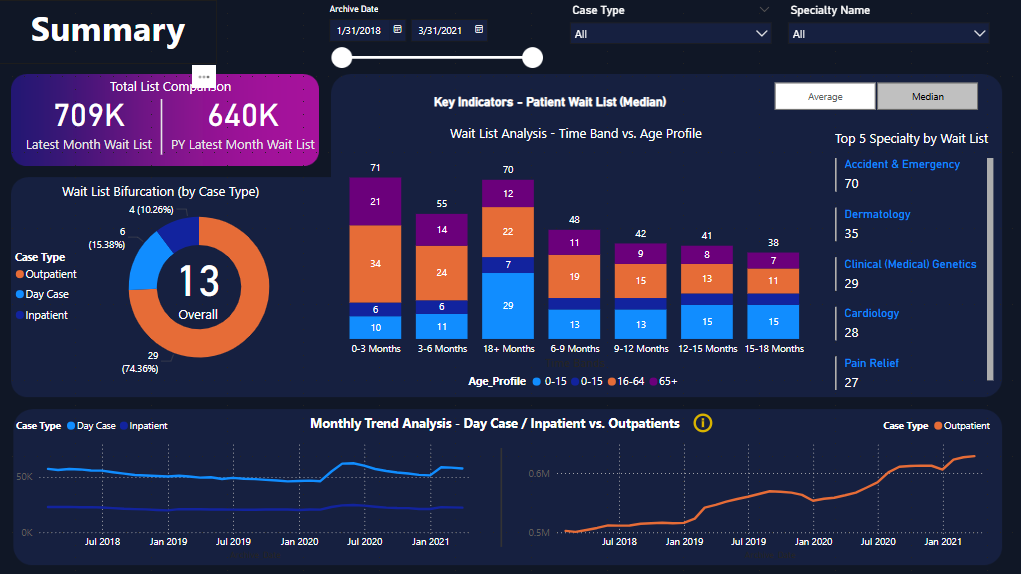 Summary
Archive Date
1/31/2018
3/31/2021
Case Type
All
Specialty Name
All
Total List Comparison
709K
640K
Latest Month Wait List
PY Latest Month Wait List
Key Indicators - Patient Wait List (Median)
Average
Median
Wait List Bifurcation (by Case Type)
4 (10.26%)
6
(15.38%)
Case Type
Outpatient
Day Case
Inpatient
13
Overall
29
(74.36%)
Wait List Analysis - Time Band vs. Age Profile
71
21
34
6
10
55
14
24
6
11
70
12
22
7
29
48
11
19
13
42
9
15
13
41
8
13
15
38
7
11
15
0-3 Months
3-6 Months
18+ Months
6-9 Months
9-12 Months
12-15 Months
15-18 Months
Age_Profile
0-15
0-15
16-64
65+
Top 5 Specialty by Wait List
Accident & Emergency
70
Dermatology
35
Clinical (Medical) Genetics
29
Cardiology
28
Pain Relief
27
Case Type
Day Case
Inpatient
Monthly Trend Analysis - Day Case / Inpatient vs. Outpatients
Case Type
Outpatient
50K
0K
Jul 2018
Jan 2019
Jul 2019
Jan 2020
Jul 2020
Jan 2021
0.6M
0.5M
Jul 2018
Jan 2019
Jul 2019
Jan 2020
Jul 2020
Jan 2021